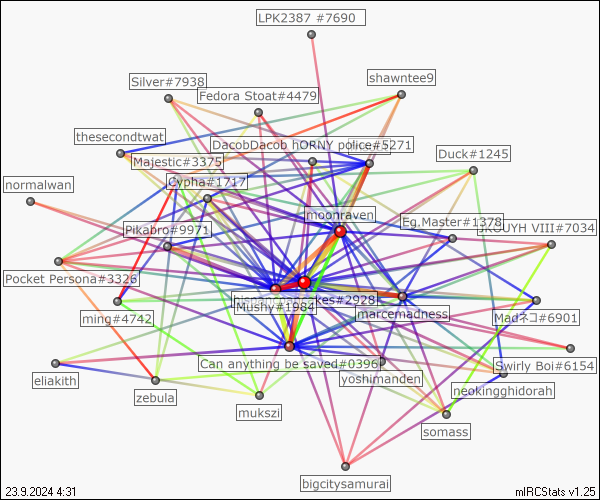 LPK2387 #7690
shawntee9
Silver#7938
Fedora Stoat#4479
thesecondtwat
DacobDacob hORNY police#5271
Majestic#3375
Duck#1245
Cypha#1717
normalwan
moonraven
Eg.Master#1378
VIII#7034
Pikabro#9971
Pocket Persona#3326
kes#2928
Mushy#1984
marcemadness
ming#4742
Madネコ#6901
Can anything be saved#0396
Swirly Boi#6154
eliakith
yoshimanden
neokingghidorah
zebula
mukszi
somass
bigcitysamurai
23.9.2024 4:31
mIRCStats v1.25